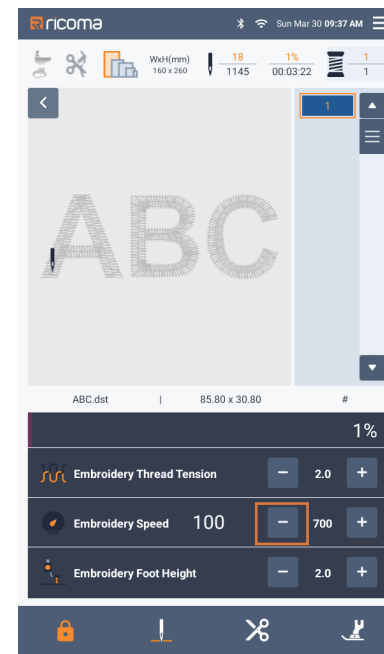 ricoma Sun Mar 30 09:37 AM
WxH(mm) 18 1% 1
160 x 260 1145 00:03:22 1
1
ABC
ABC.dst | 85.80 x 30.80 #
1%
Embroidery Thread Tension − 2.0 +
Embroidery Speed 100 − 700 +
Embroidery Foot Height − 2.0 +